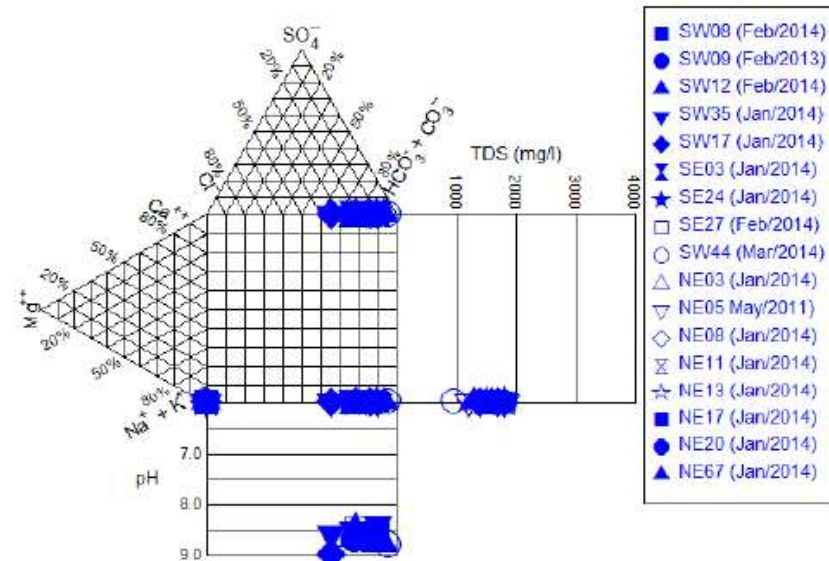 SO4--
20%
20%
50%
50%
80%
80%
Cl-
HCO3- + CO3-
TDS (mg/l)
1000
2000
3000
4000
Ca++
80%
50%
20%
Mg++
20%
50%
80%
Na+ + K+
7.0
pH
8.0
9.0
SW08 (Feb/2014)
SW09 (Feb/2013)
SW12 (Feb/2014)
SW35 (Jan/2014)
SW17 (Jan/2014)
SE03 (Jan/2014)
SE24 (Jan/2014)
SE27 (Feb/2014)
SW44 (Mar/2014)
NE03 (Jan/2014)
NE05 May/2011)
NE08 (Jan/2014)
NE11 (Jan/2014)
NE13 (Jan/2014)
NE17 (Jan/2014)
NE20 (Jan/2014)
NE67 (Jan/2014)